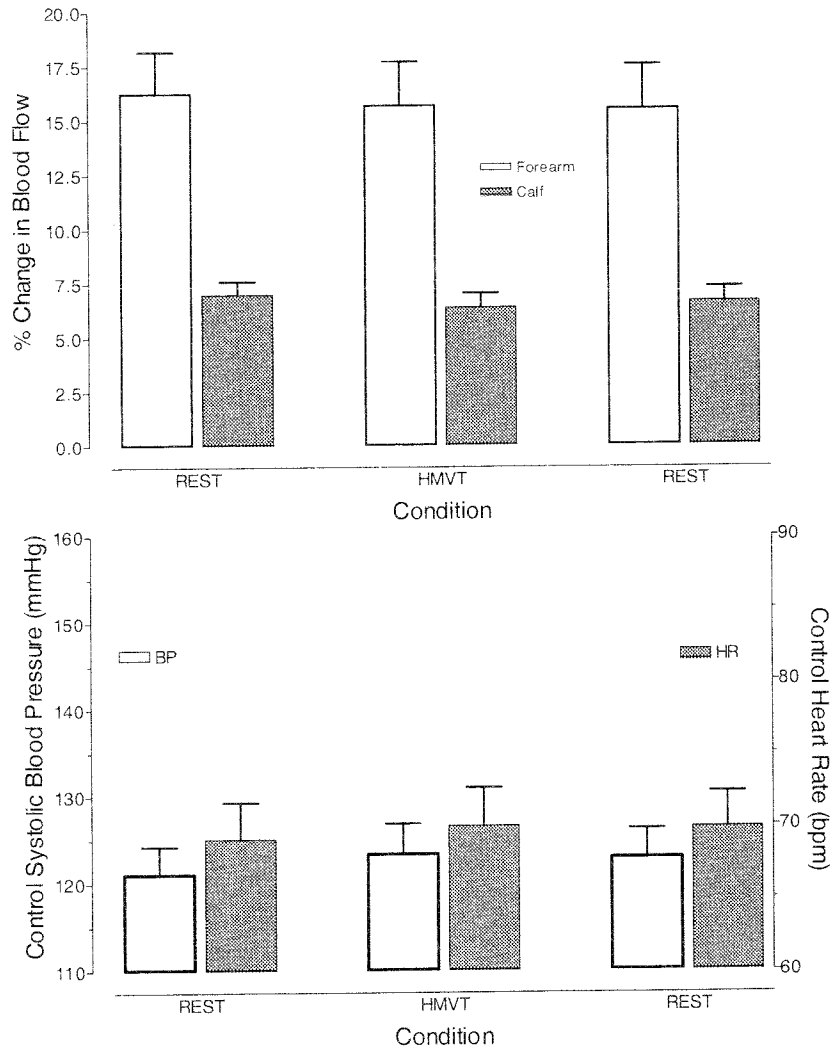 20.0
17.5
15.0
12.5
10.0
7.5
5.0
2.5
0.0
% Change in Blood Flow
Forearm
Calf
REST HMVT REST
Condition
160
150
140
130
120
110
Control Systolic Blood Pressure (mmHg)
BP
HR
90
80
70
60
Control Heart Rate (bpm)
REST HMVT REST
Condition